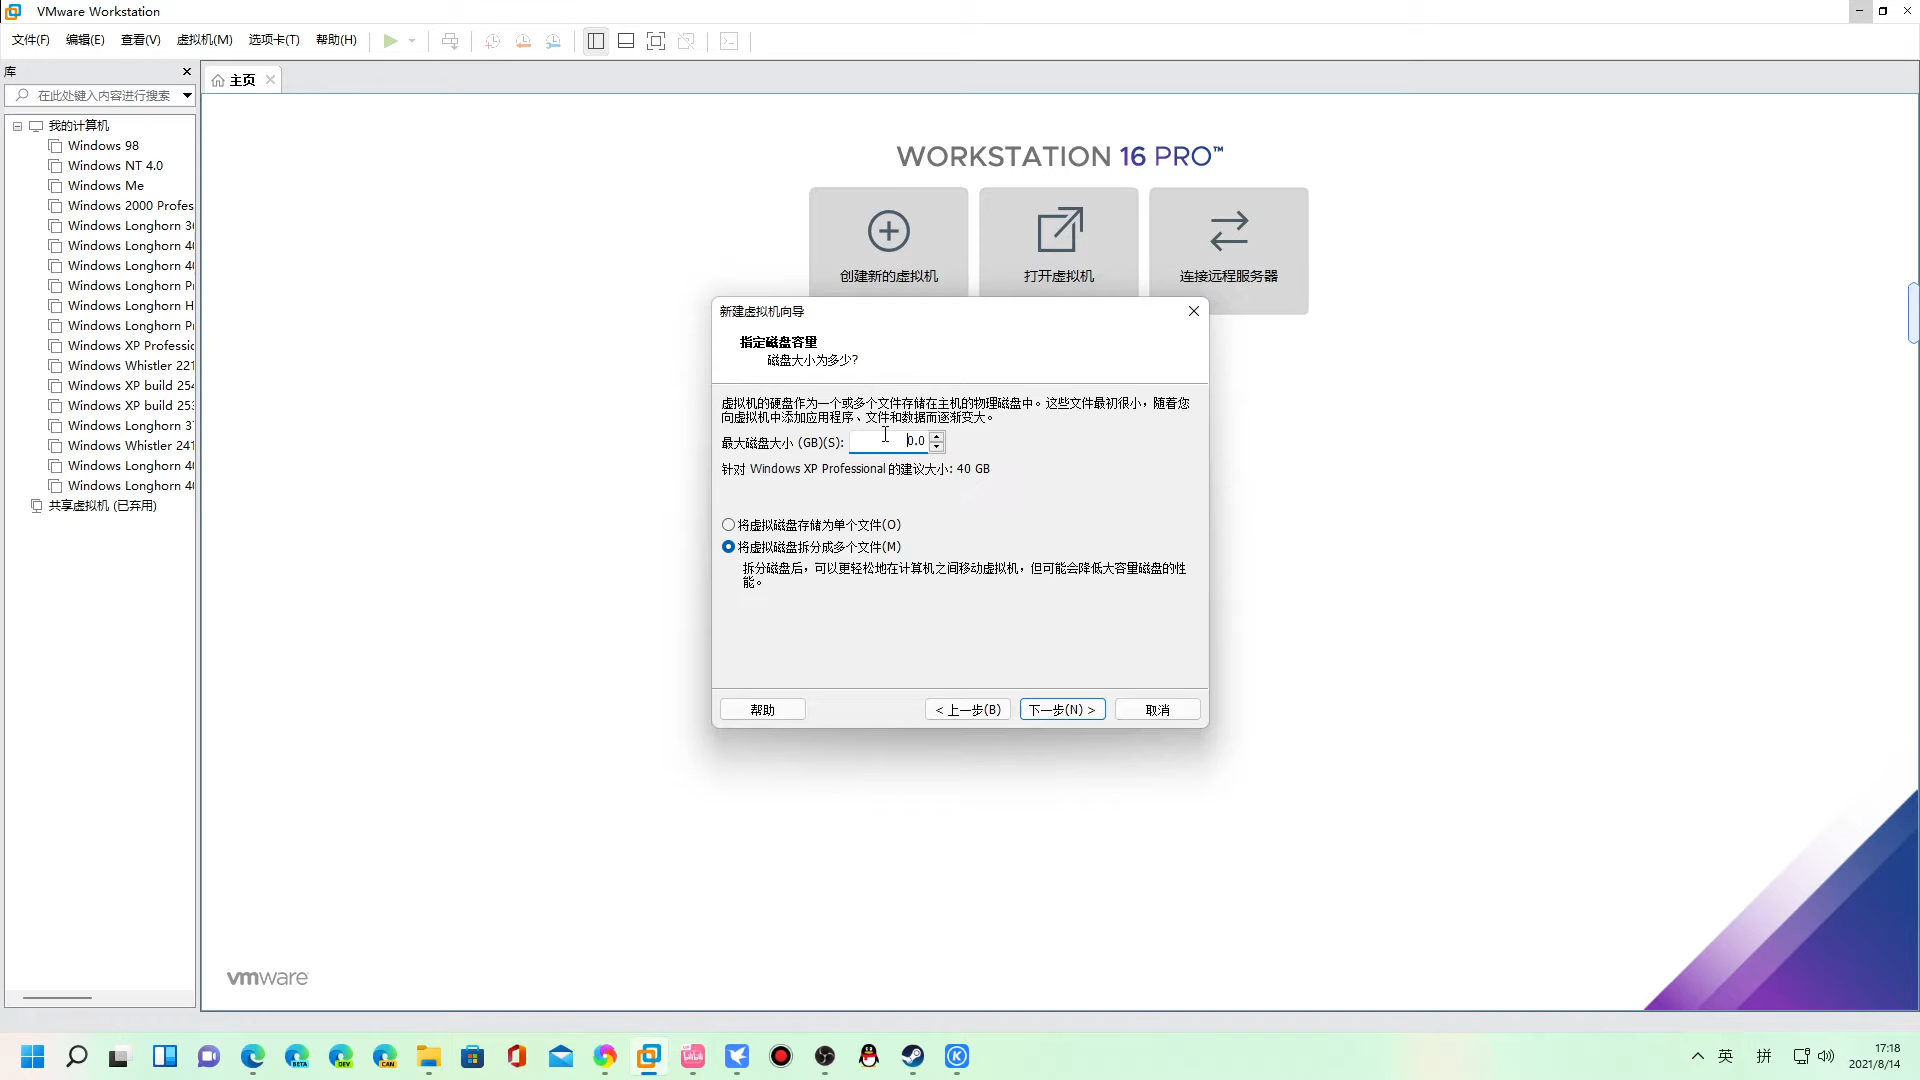 VMware Workstation
文件(F) 编辑(E) 查看(V) 虚拟机(M) 选项卡(T) 帮助(H)
库
在此处键入内容进行搜索
主页
我的计算机
Windows 98
Windows NT 4.0
Windows Me
Windows 2000 Profes
Windows Longhorn 3
Windows Longhorn 4
Windows Longhorn 4
Windows Longhorn P
Windows Longhorn H
Windows Longhorn P
Windows XP Professi
Windows Whistler 221
Windows XP build 254
Windows XP build 253
Windows Longhorn 3
Windows Whistler 241
Windows Longhorn 4
Windows Longhorn 4
共享虚拟机 (已弃用)
WORKSTATION 16 PRO™
创建新的虚拟机 打开虚拟机 连接远程服务器
新建虚拟机向导
指定磁盘容量
磁盘大小为多少?
虚拟机的硬盘作为一个或多个文件存储在主机的物理磁盘中。这些文件最初很小，随着您
向虚拟机中添加应用程序、文件和数据而逐渐变大。
最大磁盘大小 (GB)(S): 0.0
针对 Windows XP Professional 的建议大小: 40 GB
将虚拟磁盘存储为单个文件(O)
将虚拟磁盘拆分成多个文件(M)
拆分磁盘后，可以更轻松地在计算机之间移动虚拟机，但可能会降低大容量磁盘的性
能。
帮助 < 上一步(B) 下一步(N) > 取消
vmware
BETA DEV CAN
英 拼 17:18
2021/8/14